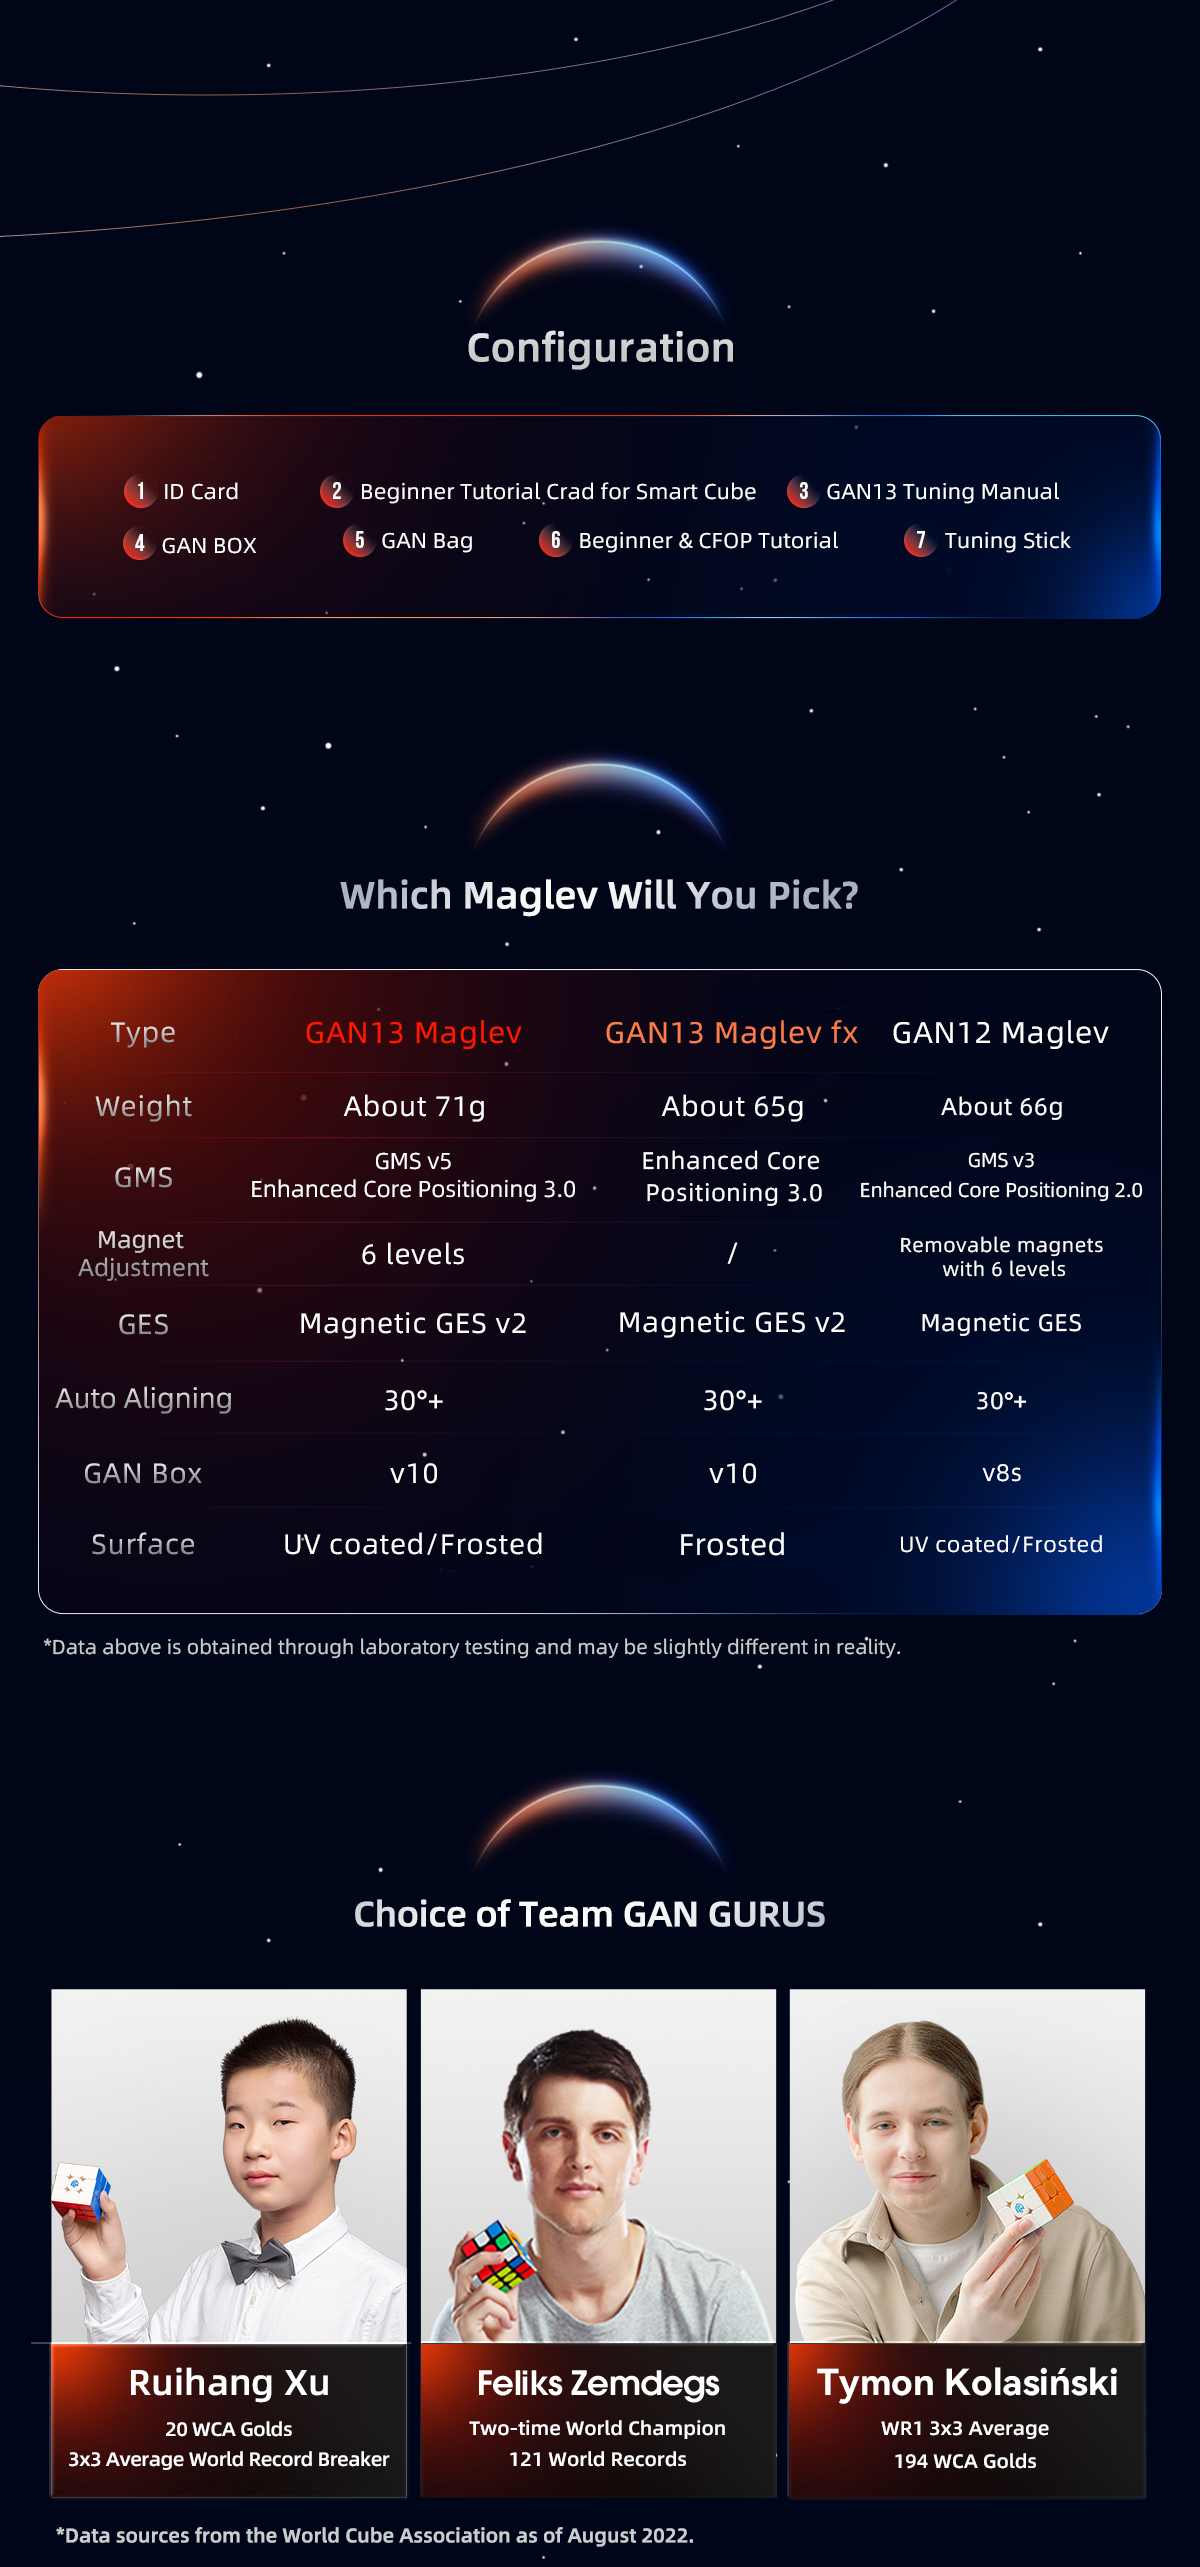 Configuration
1 ID Card 2 Beginner Tutorial Crad for Smart Cube 3 GAN13 Tuning Manual
4 GAN BOX 5 GAN Bag 6 Beginner & CFOP Tutorial 7 Tuning Stick
Which Maglev Will You Pick?
Type GAN13 Maglev GAN13 Maglev fx GAN12 Maglev
Weight About 71g About 65g About 66g
GMS
GMS v5
Enhanced Core Positioning 3.0
Enhanced Core
Positioning 3.0
GMS v3
Enhanced Core Positioning 2.0
Magnet
Adjustment
6 levels
/
Removable magnets
with 6 levels
GES Magnetic GES v2 Magnetic GES v2 Magnetic GES
Auto Aligning 30°+ 30°+ 30°+
GAN Box v10 v10 v8s
Surface UV coated/Frosted Frosted UV coated/Frosted
*Data above is obtained through laboratory testing and may be slightly different in reality.
Choice of Team GAN GURUS
Ruihang Xu
20 WCA Golds
3x3 Average World Record Breaker
Feliks Zemdegs
Two-time World Champion
121 World Records
Tymon Kolasiński
WR1 3x3 Average
194 WCA Golds
*Data sources from the World Cube Association as of August 2022.